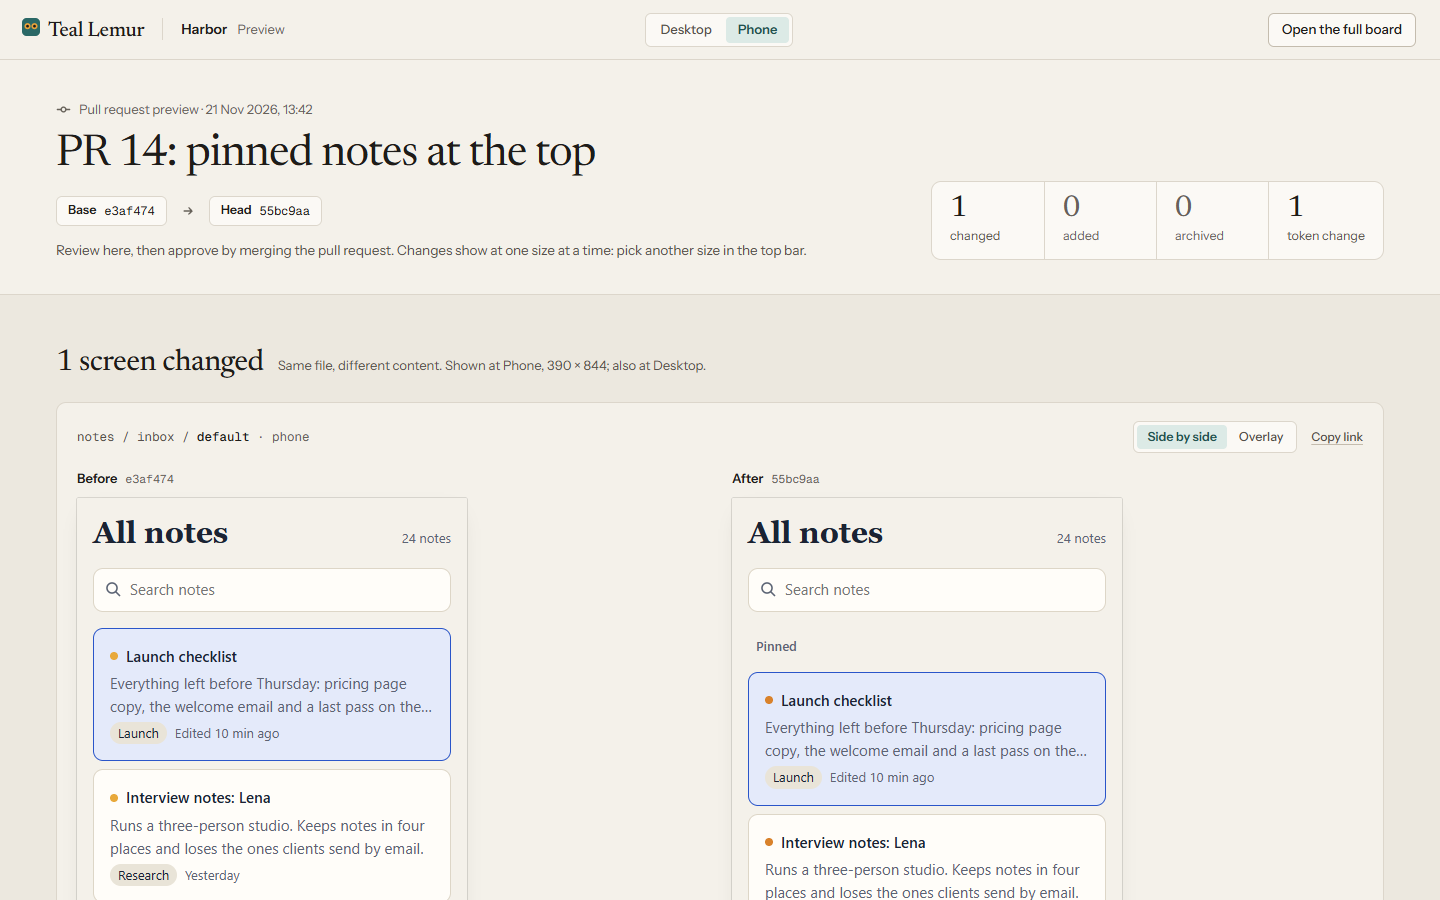 Teal Lemur
Harbor Preview
Desktop Phone
Open the full board
Pull request preview · 21 Nov 2026, 13:42
PR 14: pinned notes at the top
Base e3af474 → Head 55bc9aa
Review here, then approve by merging the pull request. Changes show at one size at a time: pick another size in the top bar.
1 0 0 1
changed added archived token change
1 screen changed Same file, different content. Shown at Phone, 390 × 844; also at Desktop.
notes / inbox / default · phone
Side by side Overlay Copy link
Before e3af474
All notes 24 notes
Search notes
Launch checklist
Everything left before Thursday: pricing page
copy, the welcome email and a last pass on the...
Launch Edited 10 min ago
Interview notes: Lena
Runs a three-person studio. Keeps notes in four
places and loses the ones clients send by email.
Research Yesterday
After 55bc9aa
All notes 24 notes
Search notes
Pinned
Launch checklist
Everything left before Thursday: pricing page
copy, the welcome email and a last pass on the...
Launch Edited 10 min ago
Interview notes: Lena
Runs a three-person studio. Keeps notes in four
places and loses the ones clients send by email.